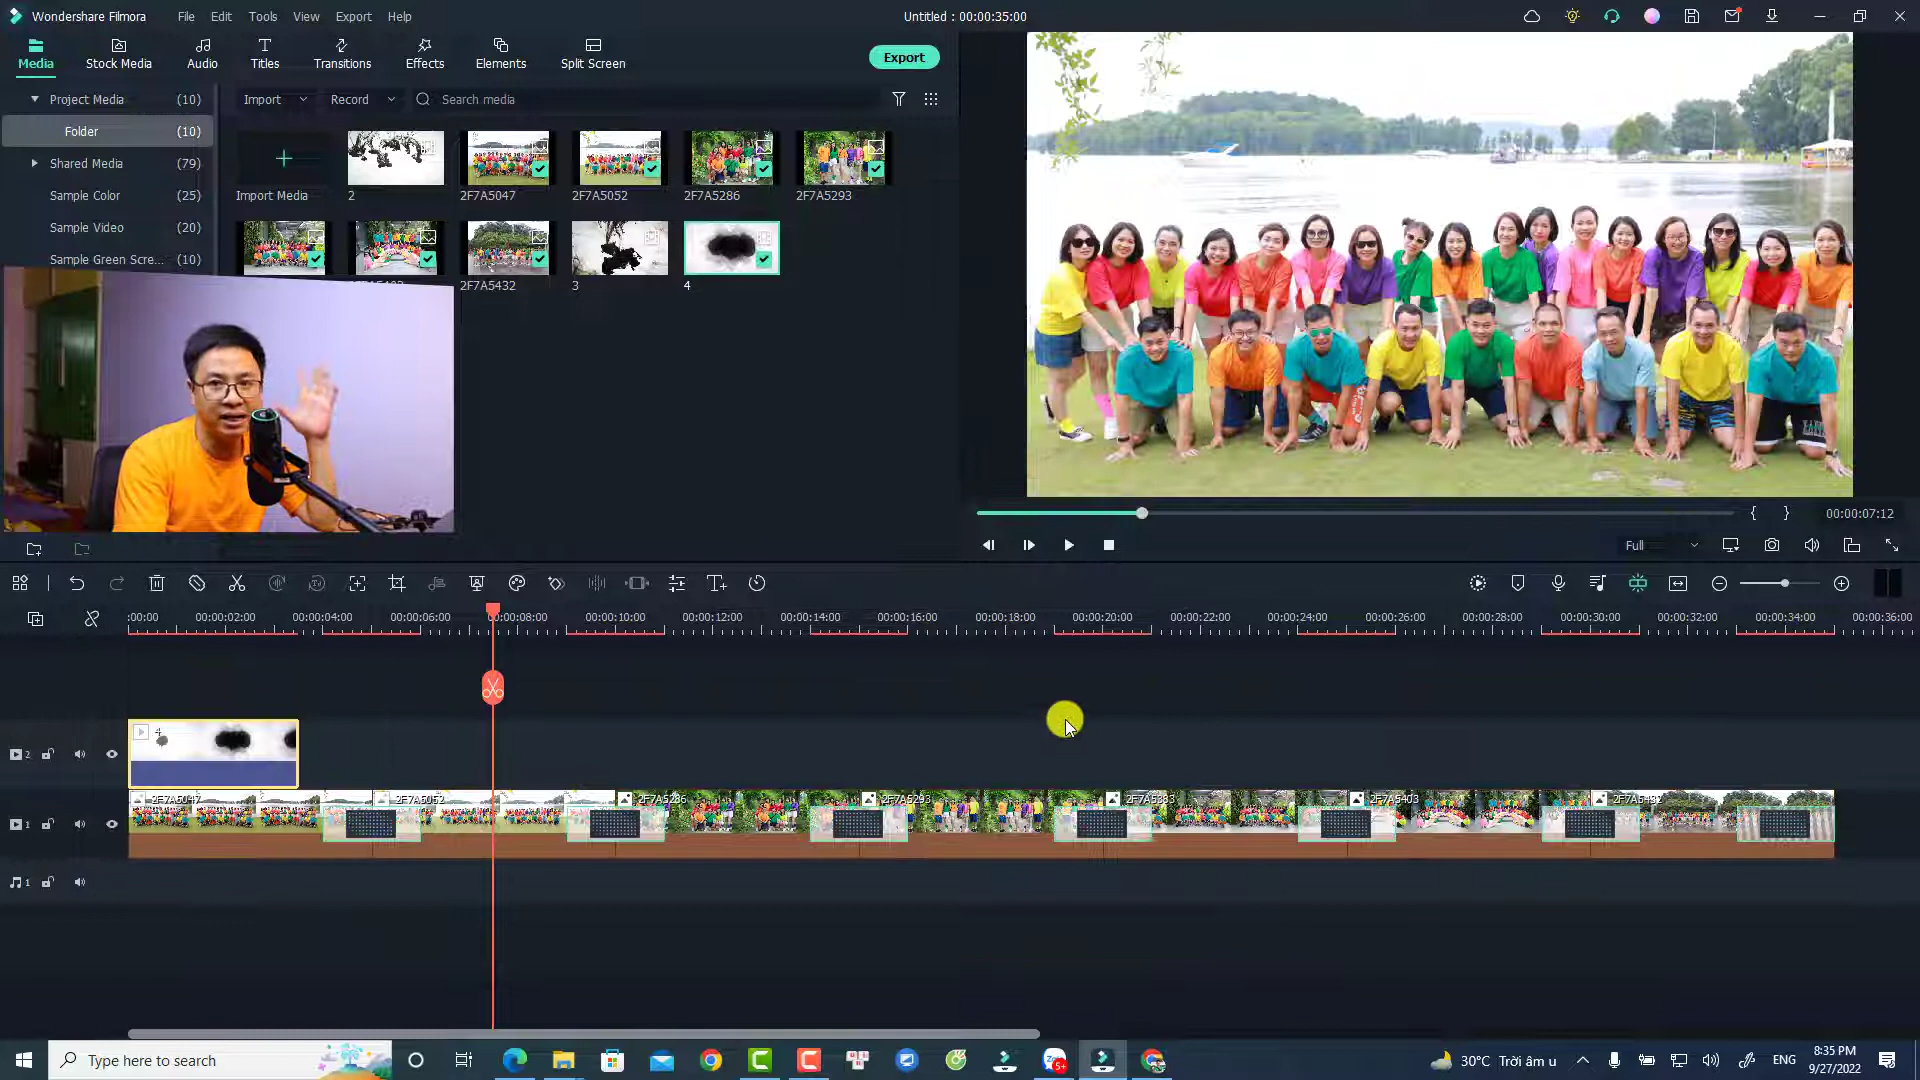 Wondershare Filmora File Edit Tools View Export Help
Untitled : 00:00:35:00
Media Stock Media Audio Titles Transitions Effects Elements Split Screen
Export
Project Media (10)
Folder (10)
Shared Media (79)
Sample Color (25)
Sample Video (20)
Sample Green Scre... (10)
Import Record Search media
Import Media 2 2F7A5047 2F7A5052 2F7A5286 2F7A5293
2F7A5432 3 4
00:00:07:12
Full
:00:00 00:00:02:00 00:00:04:00 00:00:06:00 00:00:08:00 00:00:10:00 00:00:12:00 00:00:14:00 00:00:16:00 00:00:18:00 00:00:20:00 00:00:22:00 00:00:24:00 00:00:26:00 00:00:28:00 00:00:30:00 00:00:32:00 00:00:34:00 00:00:36:00
4
2
2F7A5047 2F7A5052 2F7A5286 2F7A5293 2F7A5383 2F7A5403 2F7A5432
1
1
Type here to search
5+
30°C Trời âm u
ENG
8:35 PM
9/27/2022